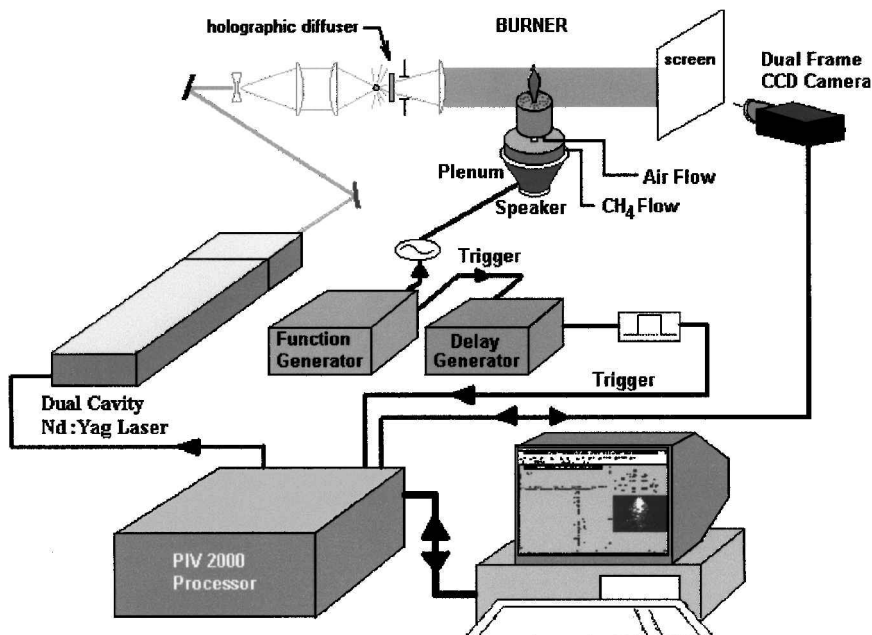 holographic diffuser
BURNER
screen
Dual Frame
CCD Camera
Plenum
Air Flow
Speaker
CH4 Flow
Trigger
Function
Generator
Delay
Generator
Trigger
Dual Cavity
Nd:Yag Laser
PIV 2000
Processor